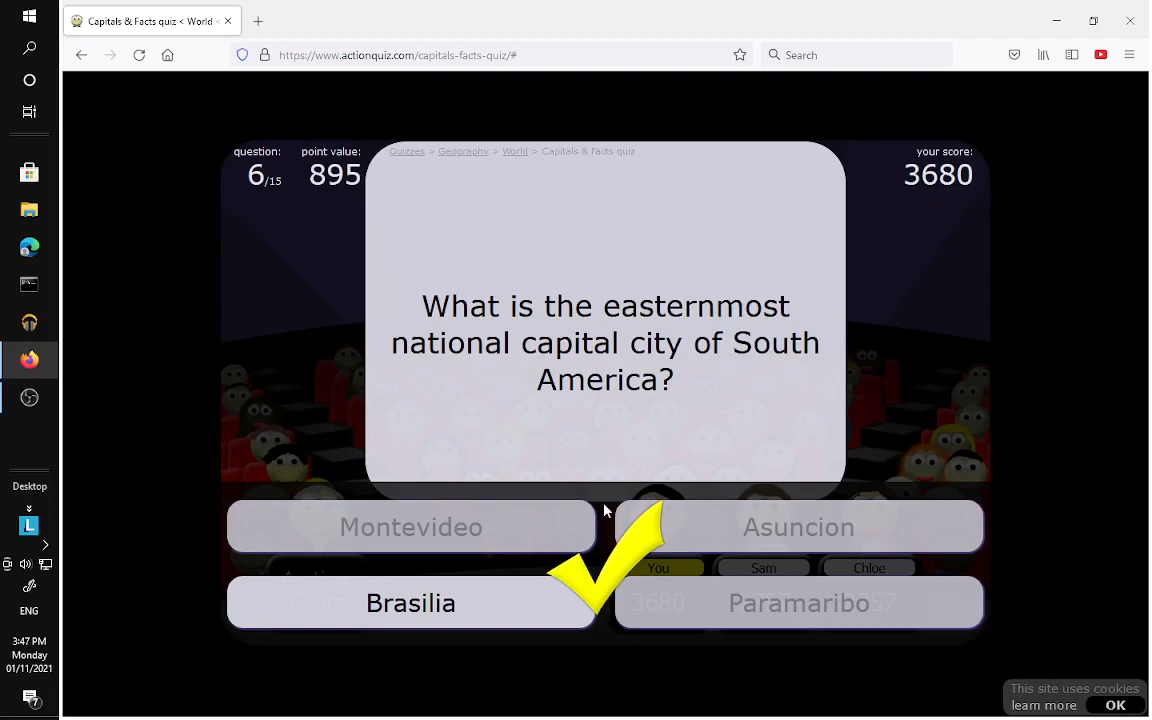 Capitals & Facts quiz < World <
https://www.actionquiz.com/capitals-facts-quiz/#
Search
question:
point value:
Quizzes > Geography > World > Capitals & Facts quiz
your score:
6/15
895
3680
What is the easternmost
national capital city of South
America?
Montevideo
Asuncion
You
Sam
Chloe
Brasilia
3680
Paramaribo
Desktop
L
ENG
3:47 PM
Monday
01/11/2021
7
This site uses cookies
learn more
OK